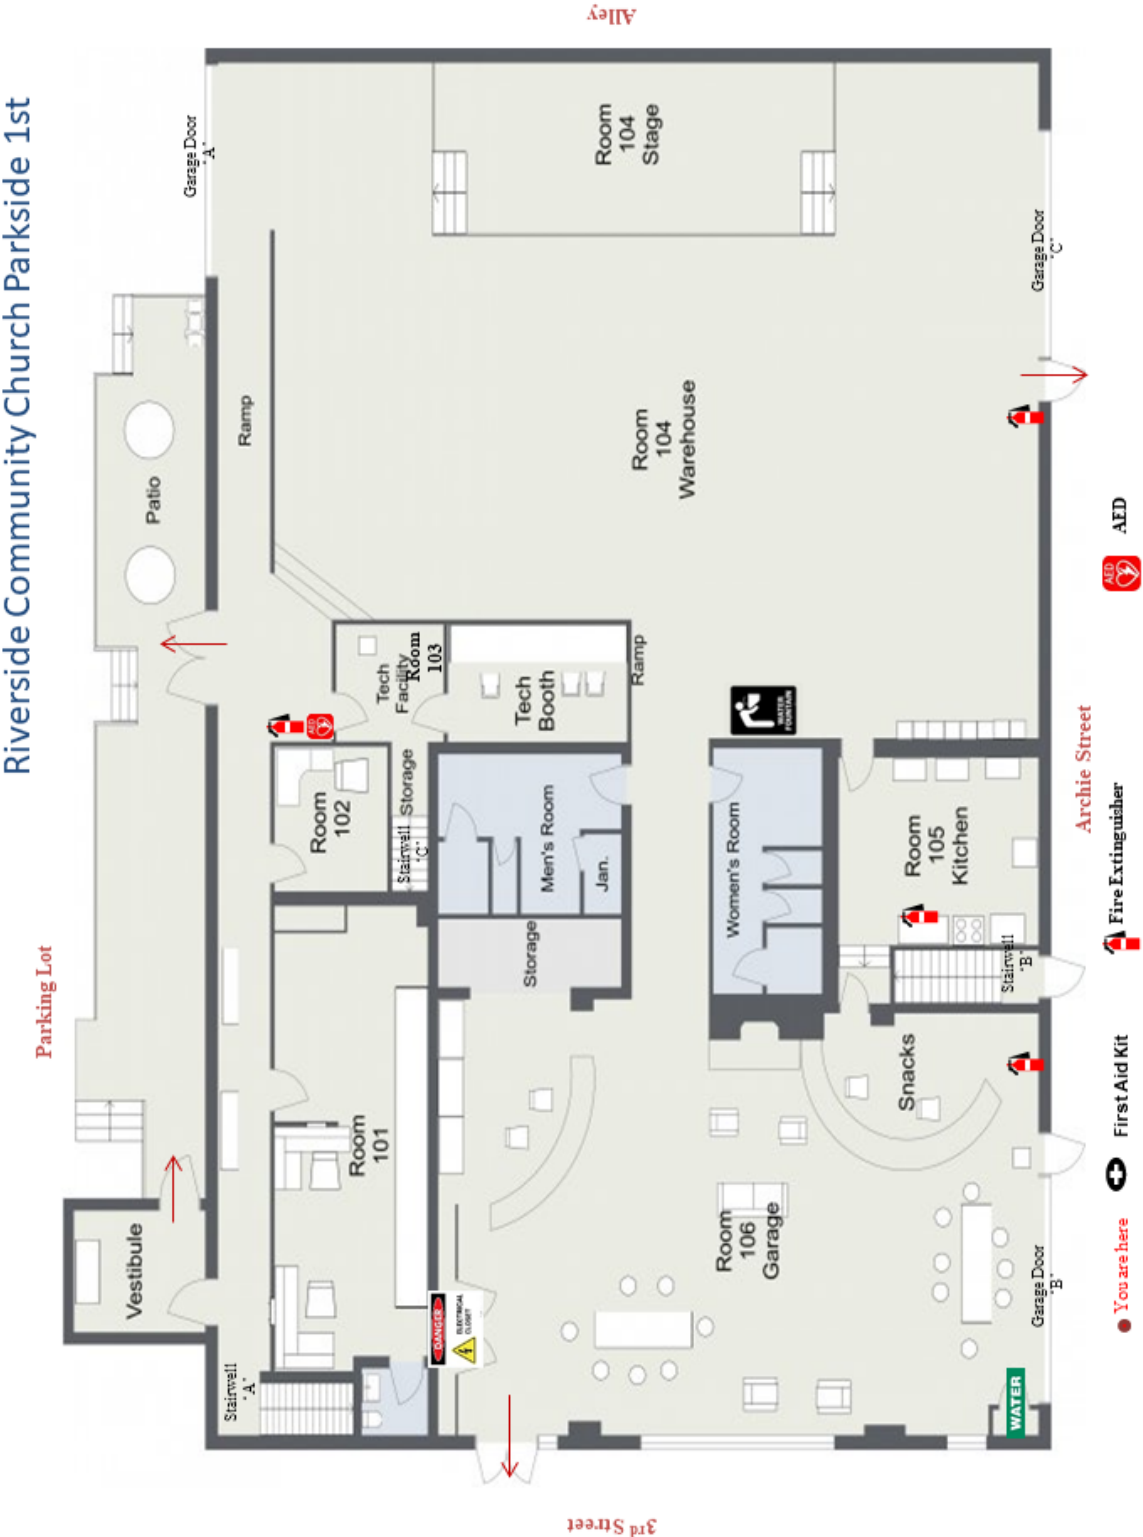 Riverside Community Church Parkside 1st
Alley
Parking Lot
Garage Door
"A"
Room
104
Stage
Garage Door
"C"
Ramp
Patio
Room
104
Warehouse
Tech
Facility
Room
103
Tech
Booth
Ramp
WATER
FOUNTAIN
AED
Room
102
Storage
Stairwell
"C"
Men's Room
Jan.
Women's Room
Room
105
Kitchen
Stairwell
"B"
Storage
Snacks
Room
101
Vestibule
Stairwell
"A"
DANGER
ELECTRICAL
CLOSET
Room
106
Garage
Garage Door
"B"
WATER
Archie Street
3rd Street
You are here
First Aid Kit
Fire Extinguisher
AED
AED